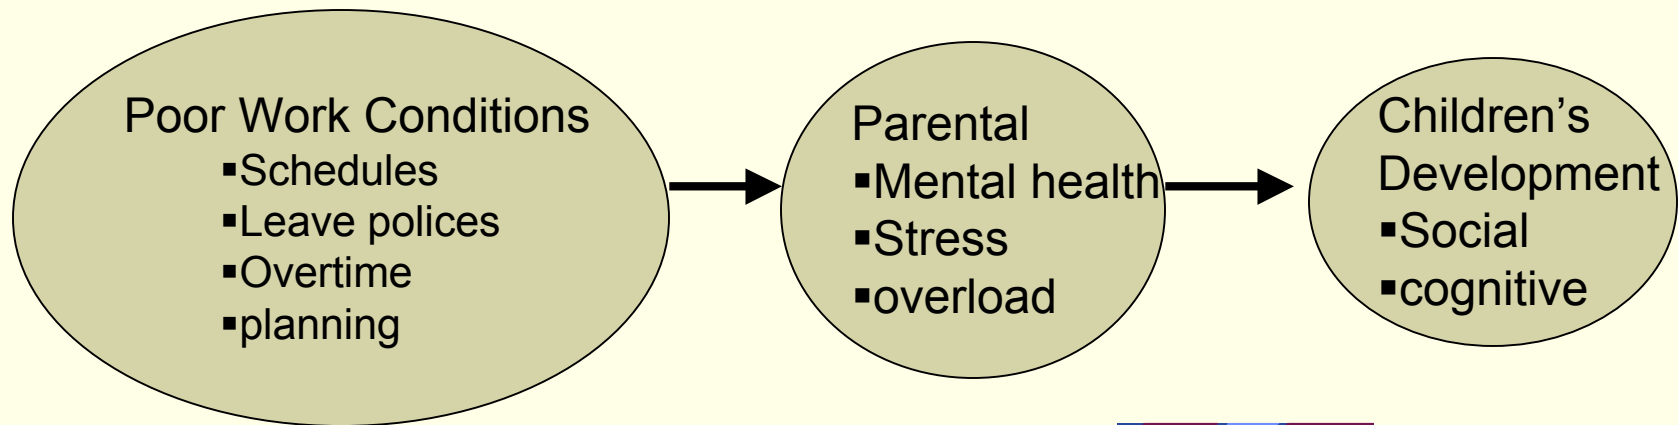 Poor Work Conditions
▪Schedules
▪Leave polices
▪Overtime
▪planning
Parental
▪Mental health
▪Stress
▪overload
Children’s
Development
▪Social
▪cognitive